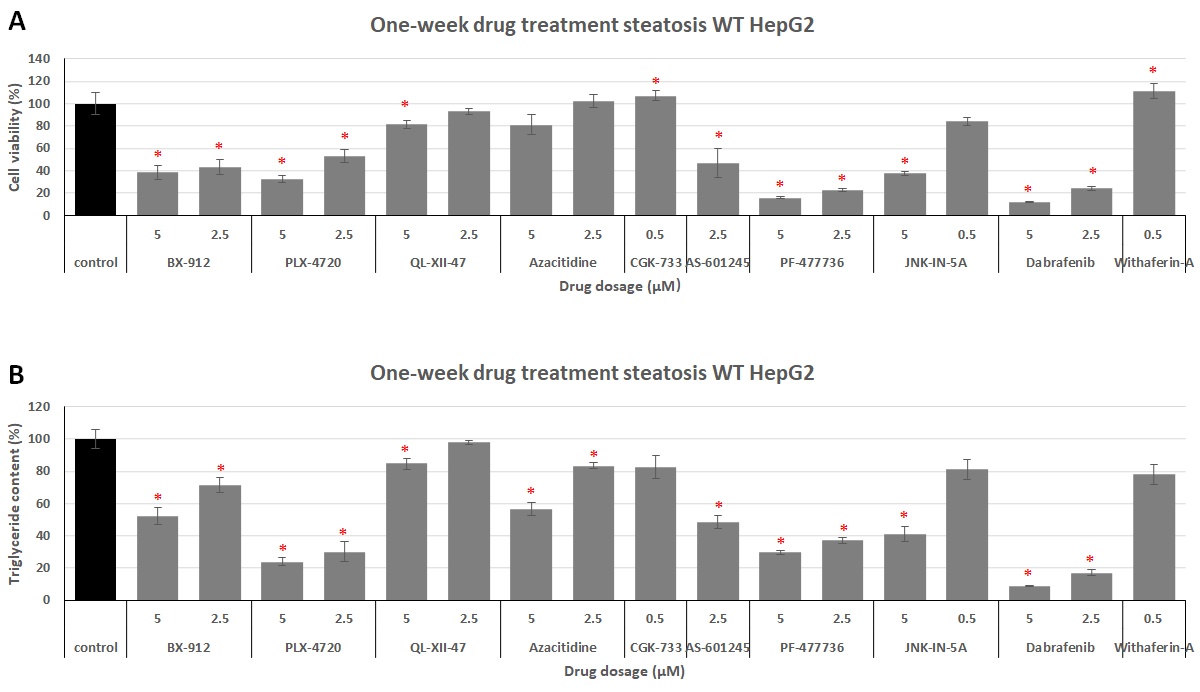 A
One-week drug treatment steatosis WT HepG2
Cell viability (%)
140
120
100
80
60
40
20
0
* * * * * * * * * * * * *
5 2.5 5 2.5 5 2.5 5 2.5 0.5 2.5 5 2.5 5 0.5 5 2.5 0.5
control BX-912 PLX-4720 QL-XII-47 Azacitidine CGK-733 AS-601245 PF-477736 JNK-IN-5A Dabrafenib Withaferin-A
Drug dosage (μM)
B
One-week drug treatment steatosis WT HepG2
Triglyceride content (%)
120
100
80
60
40
20
0
* * * * * * * * * * * * *
5 2.5 5 2.5 5 2.5 5 2.5 0.5 2.5 5 2.5 5 0.5 5 2.5 0.5
control BX-912 PLX-4720 QL-XII-47 Azacitidine CGK-733 AS-601245 PF-477736 JNK-IN-5A Dabrafenib Withaferin-A
Drug dosage (μM)